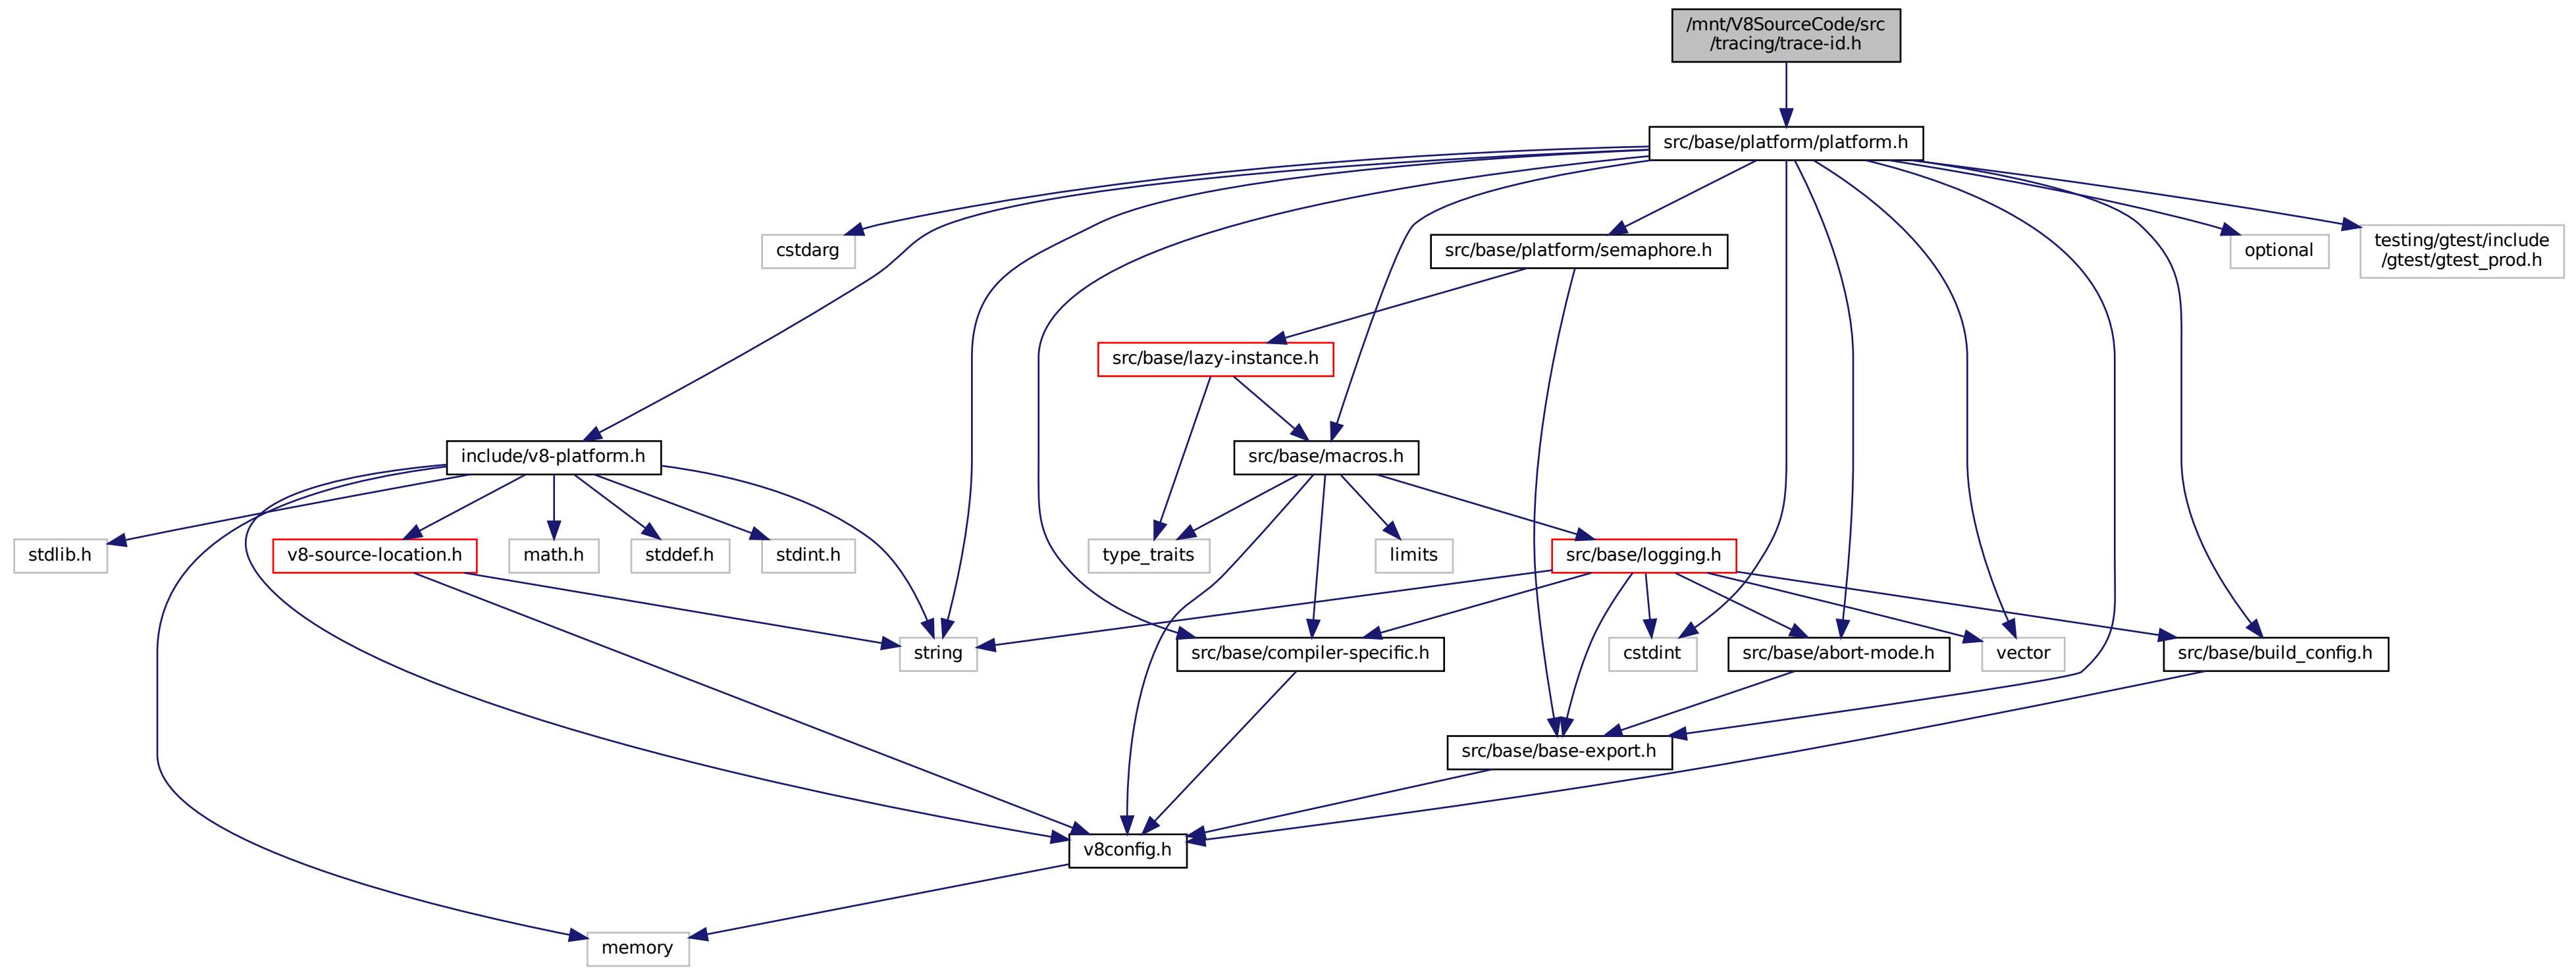 /mnt/V8SourceCode/src
/tracing/trace-id.h
src/base/platform/platform.h
cstdarg
src/base/platform/semaphore.h
optional
testing/gtest/include
/gtest/gtest_prod.h
src/base/lazy-instance.h
include/v8-platform.h
src/base/macros.h
stdlib.h
v8-source-location.h
math.h
stddef.h
stdint.h
type_traits
limits
src/base/logging.h
string
src/base/compiler-specific.h
cstdint
src/base/abort-mode.h
vector
src/base/build_config.h
src/base/base-export.h
v8config.h
memory